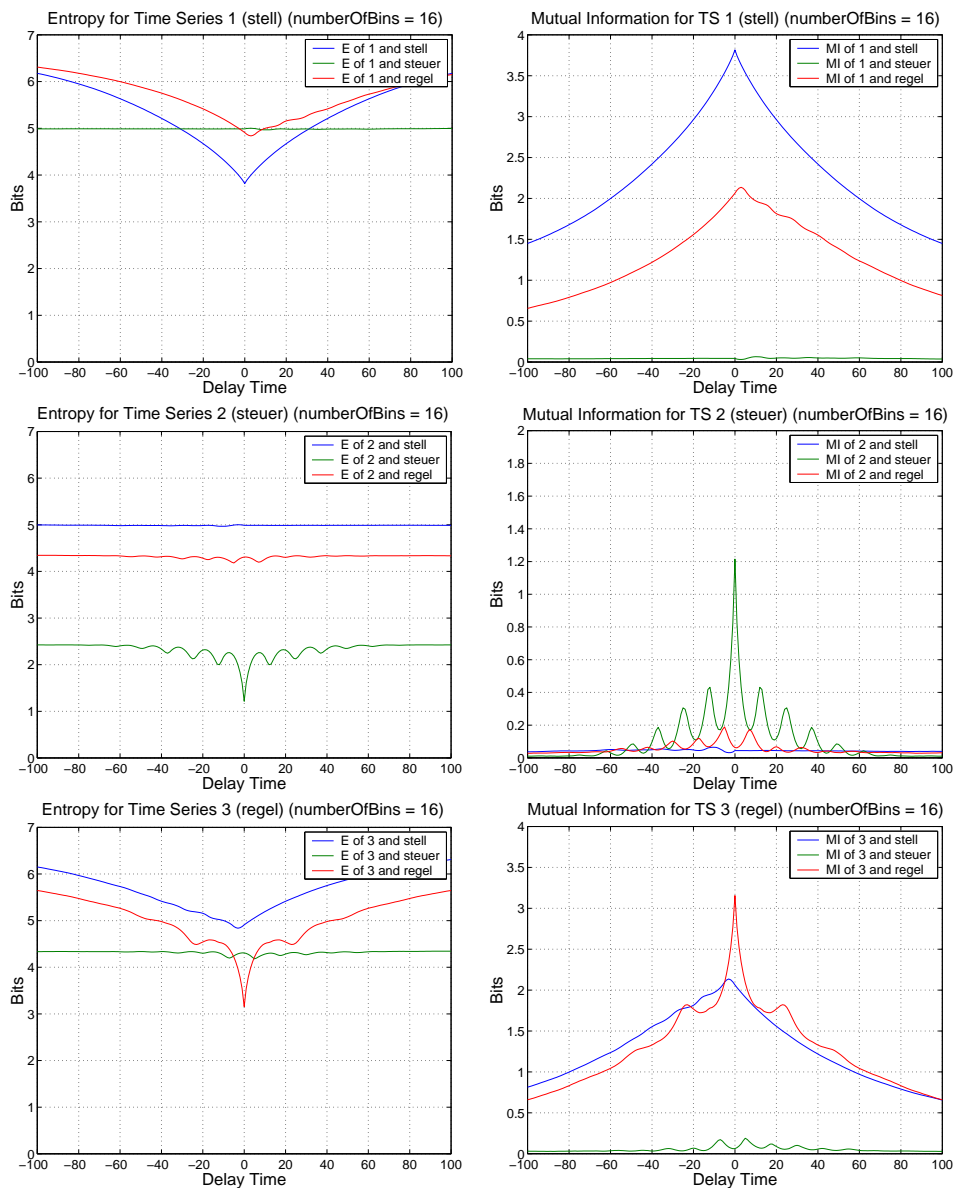 Entropy for Time Series 1 (stell) (numberOfBins = 16)
E of 1 and stell
E of 1 and steuer
E of 1 and regel
Bits
7
6
5
4
3
2
1
0
−100 −80 −60 −40 −20 0 20 40 60 80 100
Delay Time
Mutual Information for TS 1 (stell) (numberOfBins = 16)
MI of 1 and stell
MI of 1 and steuer
MI of 1 and regel
Bits
4
3.5
3
2.5
2
1.5
1
0.5
0
−100 −80 −60 −40 −20 0 20 40 60 80 100
Delay Time
Entropy for Time Series 2 (steuer) (numberOfBins = 16)
E of 2 and stell
E of 2 and steuer
E of 2 and regel
Bits
7
6
5
4
3
2
1
0
−100 −80 −60 −40 −20 0 20 40 60 80 100
Delay Time
Mutual Information for TS 2 (steuer) (numberOfBins = 16)
MI of 2 and stell
MI of 2 and steuer
MI of 2 and regel
Bits
2
1.8
1.6
1.4
1.2
1
0.8
0.6
0.4
0.2
0
−100 −80 −60 −40 −20 0 20 40 60 80 100
Delay Time
Entropy for Time Series 3 (regel) (numberOfBins = 16)
E of 3 and stell
E of 3 and steuer
E of 3 and regel
Bits
7
6
5
4
3
2
1
0
−100 −80 −60 −40 −20 0 20 40 60 80 100
Delay Time
Mutual Information for TS 3 (regel) (numberOfBins = 16)
MI of 3 and stell
MI of 3 and steuer
MI of 3 and regel
Bits
4
3.5
3
2.5
2
1.5
1
0.5
0
−100 −80 −60 −40 −20 0 20 40 60 80 100
Delay Time